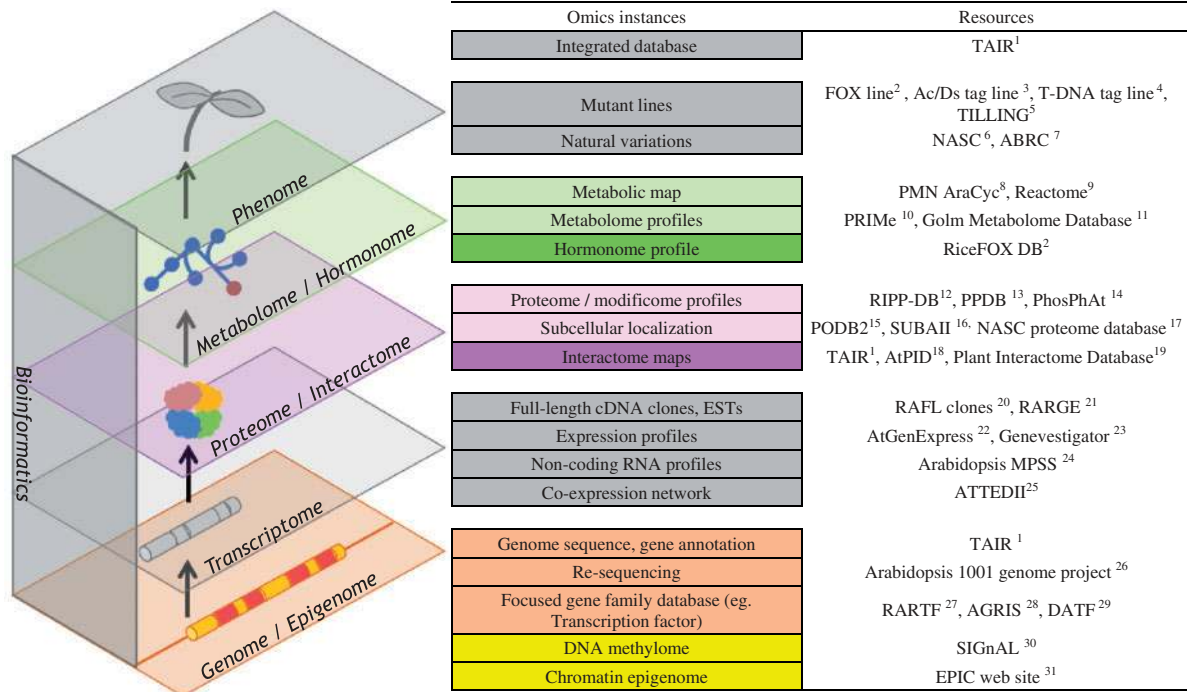 Bioinformatics
Phenome
Metabolome / Hormonome
Proteome / Interactome
Transcriptome
Genome / Epigenome
Omics instances Resources
Integrated database TAIR¹
Mutant lines FOX line² , Ac/Ds tag line ³, T-DNA tag line ⁴,
TILLING⁵
Natural variations NASC ⁶, ABRC ⁷
Metabolic map PMN AraCyc⁸, Reactome⁹
Metabolome profiles PRIMe ¹⁰, Golm Metabolome Database ¹¹
Hormonome profile RiceFOX DB²
Proteome / modificome profiles RIPP-DB¹², PPDB ¹³, PhosPhAt ¹⁴
Subcellular localization PODB2¹⁵, SUBAII ¹⁶, NASC proteome database ¹⁷
Interactome maps TAIR¹, AtPID¹⁸, Plant Interactome Database¹⁹
Full-length cDNA clones, ESTs RAFL clones ²⁰, RARGE ²¹
Expression profiles AtGenExpress ²², Genevestigator ²³
Non-coding RNA profiles Arabidopsis MPSS ²⁴
Co-expression network ATTEDII²⁵
Genome sequence, gene annotation TAIR ¹
Re-sequencing Arabidopsis 1001 genome project ²⁶
Focused gene family database (eg.
Transcription factor) RARTF ²⁷, AGRIS ²⁸, DATF ²⁹
DNA methylome SIGnAL ³⁰
Chromatin epigenome EPIC web site ³¹